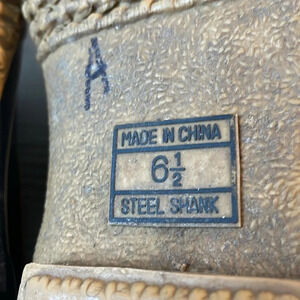 A
MADE IN CHINA
6½
STEEL SHANK